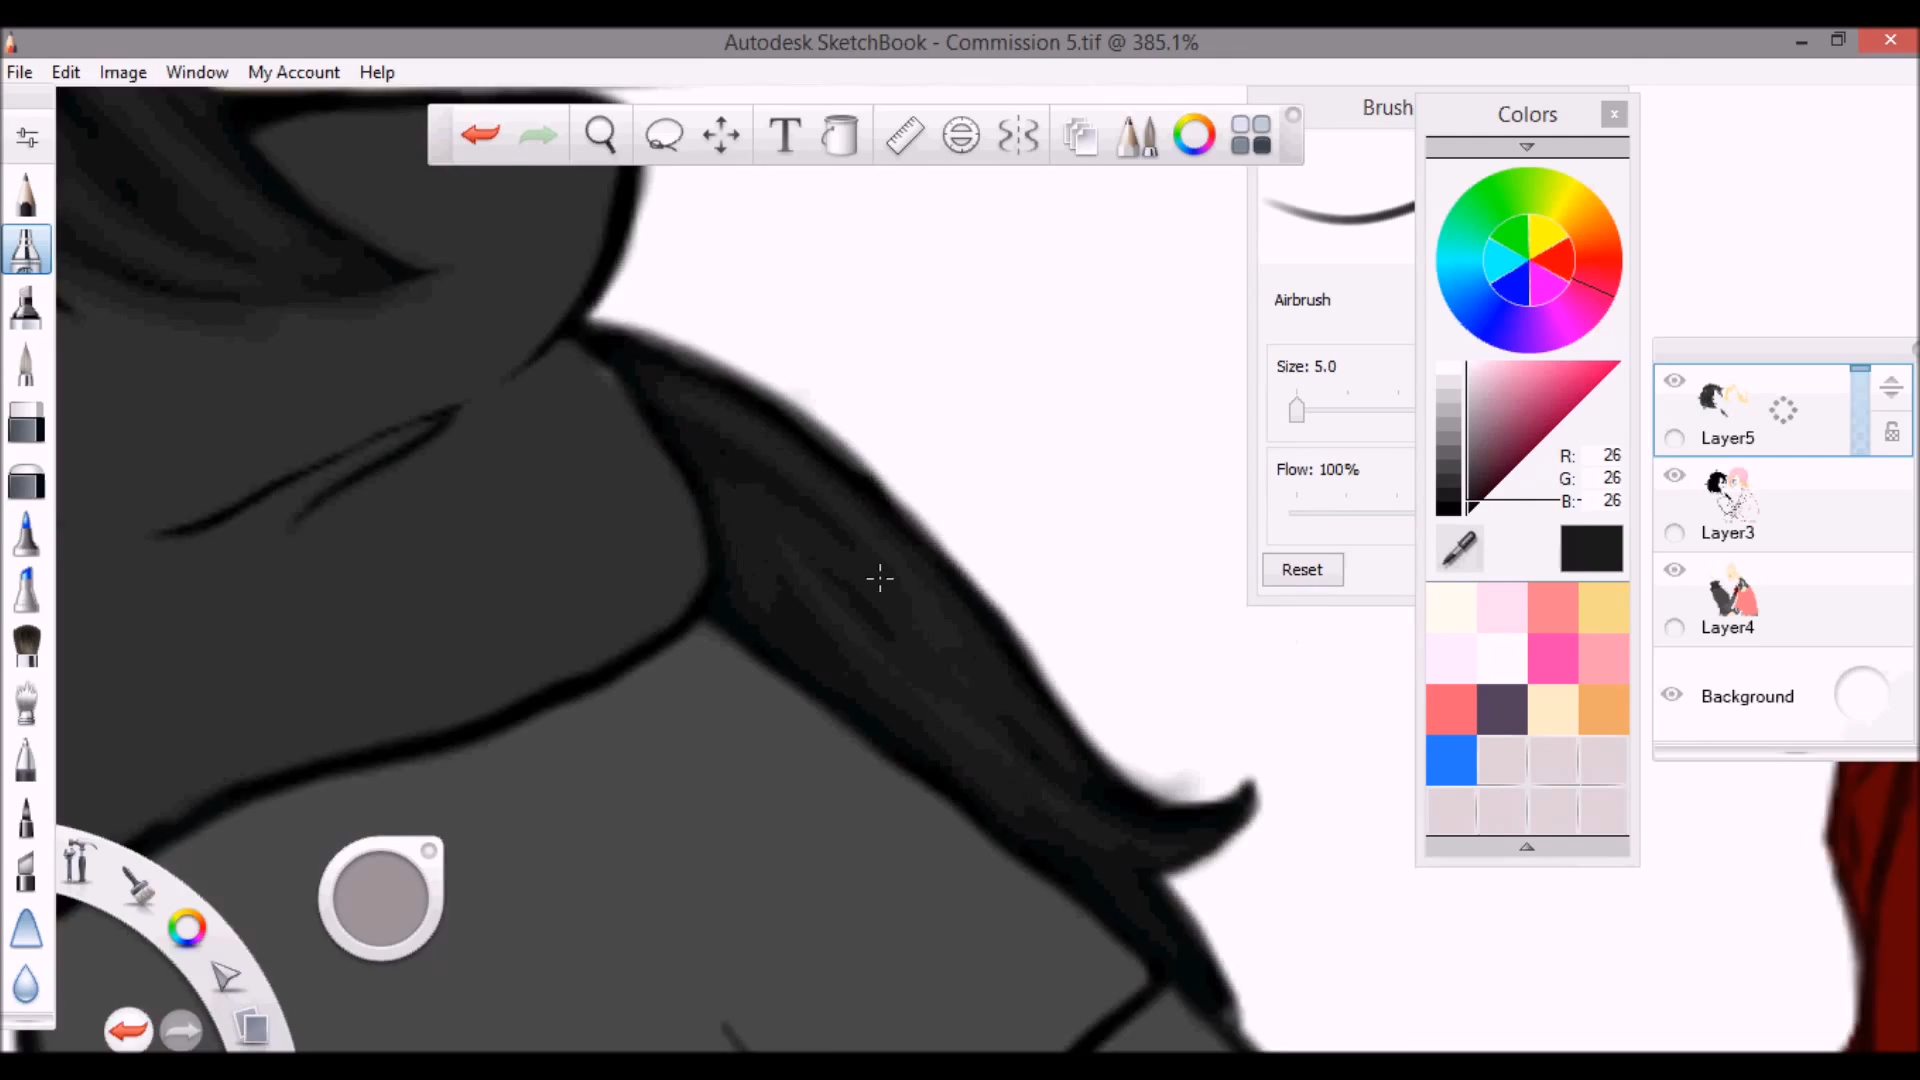 Autodesk SketchBook - Commission 5.tif @ 385.1%
File Edit Image Window My Account Help
T
Brush
Colors
Airbrush
Size: 5.0
Flow: 100%
Reset
R: 26
G: 26
B: 26
Layer5
Layer3
Layer4
Background